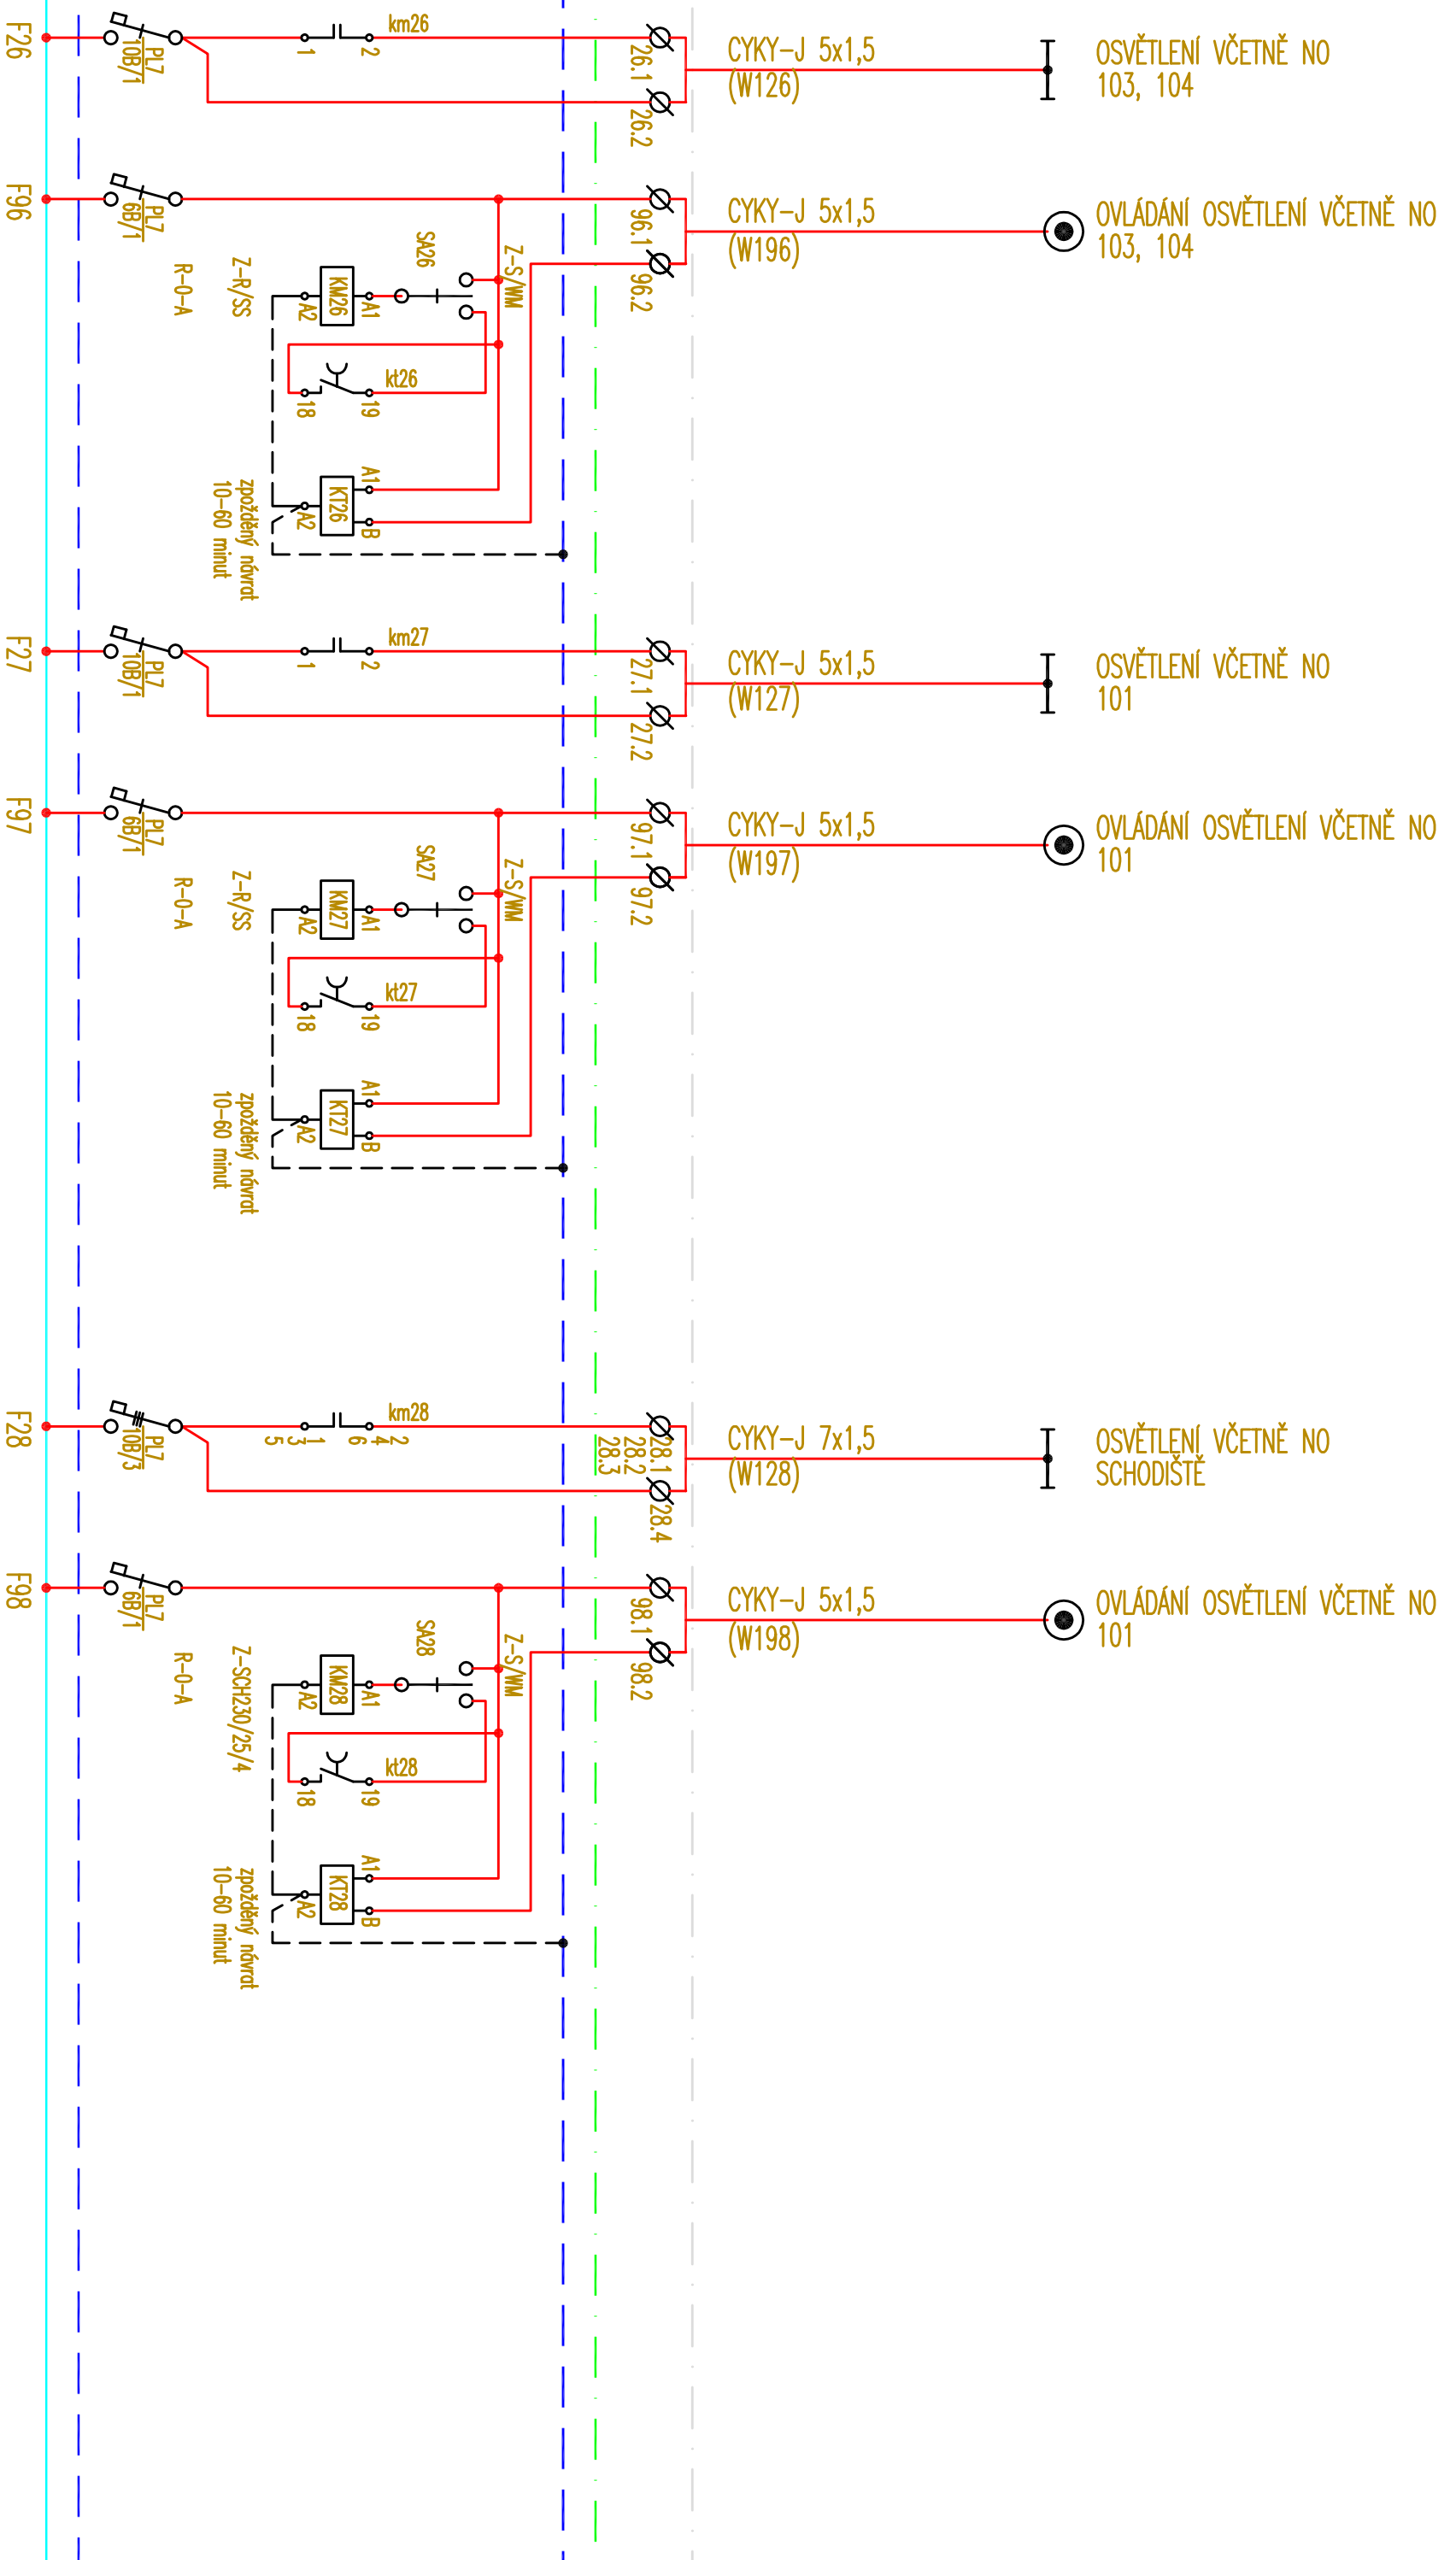 F26
PL7
10B/1
1
2
km26
26.1
26.2
CYKY-J 5x1,5
(W126)
OSVĚTLENÍ VČETNĚ NO
103, 104
F96
PL7
6B/1
R-0-A
Z-R/SS
KM26
A2
A1
SA26
Z-S/WM
96.1
96.2
CYKY-J 5x1,5
(W196)
OVLÁDÁNÍ OSVĚTLENÍ VČETNĚ NO
103, 104
kt26
18
19
KT26
A1
A2
B
zpožděný návrat
10-60 minut
F27
PL7
10B/1
1
2
km27
27.1
27.2
CYKY-J 5x1,5
(W127)
OSVĚTLENÍ VČETNĚ NO
101
F97
PL7
6B/1
R-0-A
Z-R/SS
KM27
A2
A1
SA27
Z-S/WM
97.1
97.2
CYKY-J 5x1,5
(W197)
OVLÁDÁNÍ OSVĚTLENÍ VČETNĚ NO
101
kt27
18
19
KT27
A1
A2
B
zpožděný návrat
10-60 minut
F28
PL7
10B/3
1
3
5
2
4
6
km28
28.1
28.2
28.3
28.4
CYKY-J 7x1,5
(W128)
OSVĚTLENÍ VČETNĚ NO
SCHODIŠTĚ
F98
PL7
6B/1
R-0-A
Z-SCH230/25/4
KM28
A2
A1
SA28
Z-S/WM
98.1
98.2
CYKY-J 5x1,5
(W198)
OVLÁDÁNÍ OSVĚTLENÍ VČETNĚ NO
101
kt28
18
19
KT28
A1
A2
B
zpožděný návrat
10-60 minut